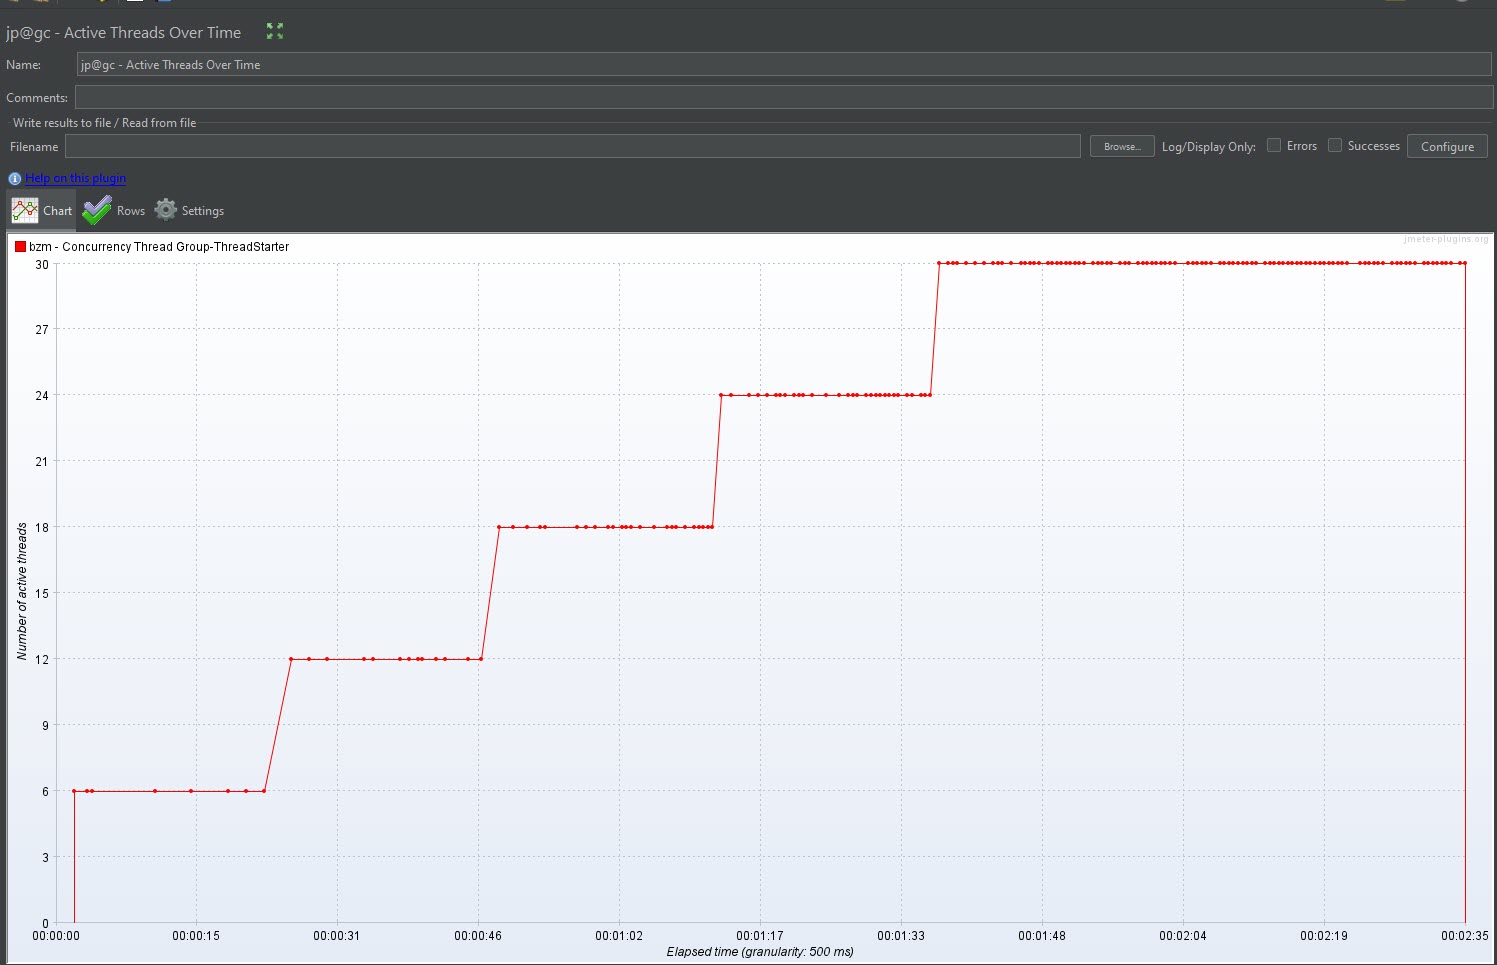 jp@gc - Active Threads Over Time
Name: jp@gc - Active Threads Over Time
Comments:
Write results to file / Read from file
Filename Browse... Log/Display Only: Errors Successes Configure
Help on this plugin
Chart Rows Settings
bzm - Concurrency Thread Group-ThreadStarter
jmeter-plugins.org
30
27
24
21
18
15
12
9
6
3
0
Number of active threads
00:00:00 00:00:15 00:00:31 00:00:46 00:01:02 00:01:17 00:01:33 00:01:48 00:02:04 00:02:19 00:02:35
Elapsed time (granularity: 500 ms)